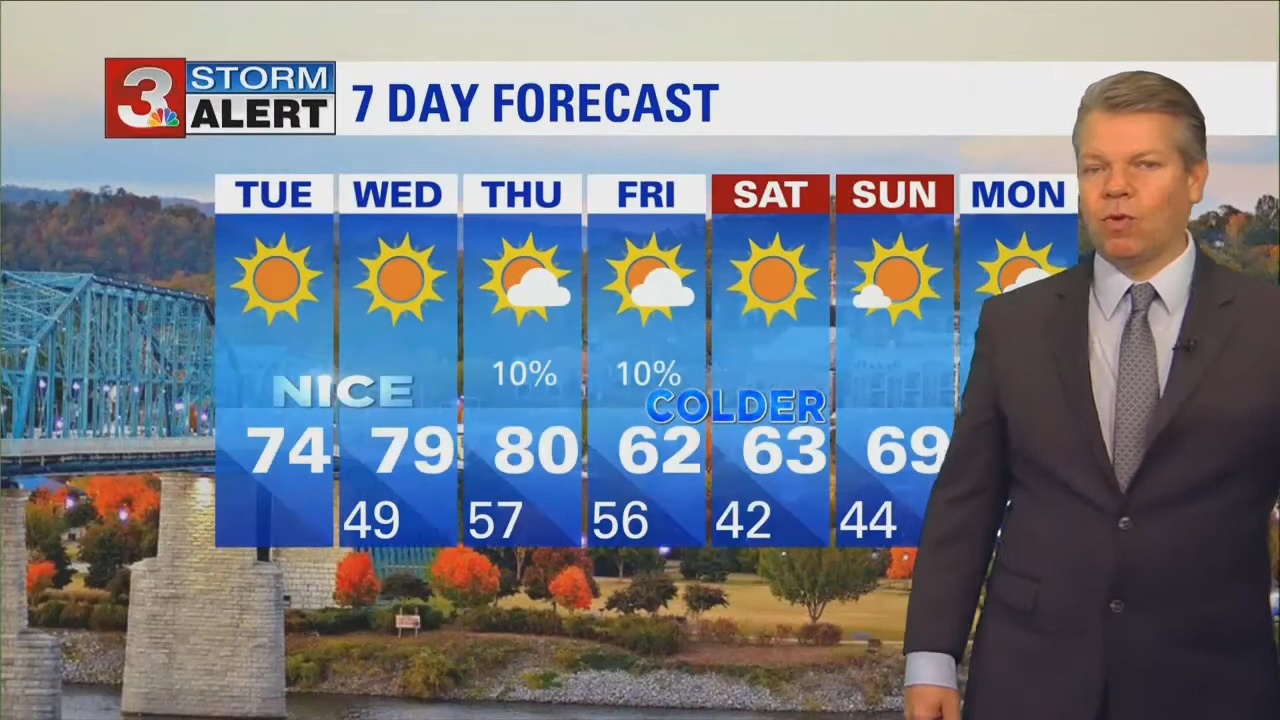 3 STORM ALERT
7 DAY FORECAST
TUE WED THU FRI SAT SUN MON
10% 10%
NICE COLDER
74 79 80 62 63 69
49 57 56 42 44